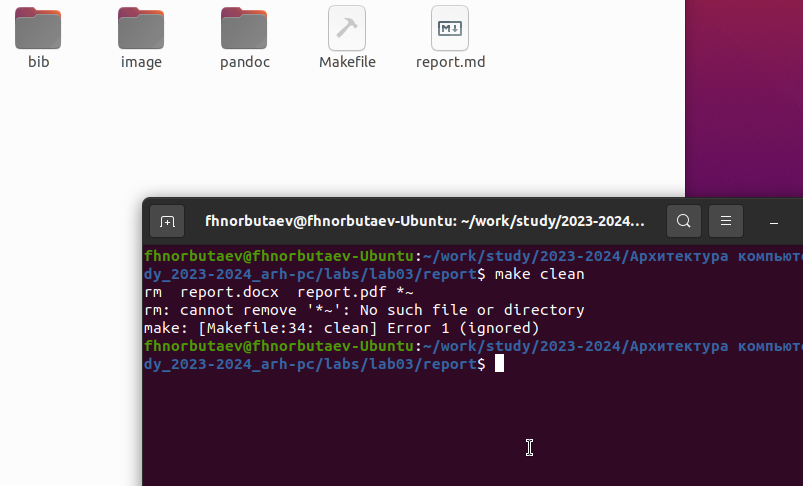 bib
image
pandoc
Makefile
report.md
fhnorbutaev@fhnorbutaev-Ubuntu: ~/work/study/2023-2024...
fhnorbutaev@fhnorbutaev-Ubuntu:~/work/study/2023-2024/Архитектура компьют
dy_2023-2024_arh-pc/labs/lab03/report$ make clean
rm  report.docx  report.pdf *~
rm: cannot remove '*~': No such file or directory
make: [Makefile:34: clean] Error 1 (ignored)
fhnorbutaev@fhnorbutaev-Ubuntu:~/work/study/2023-2024/Архитектура компьют
dy_2023-2024_arh-pc/labs/lab03/report$